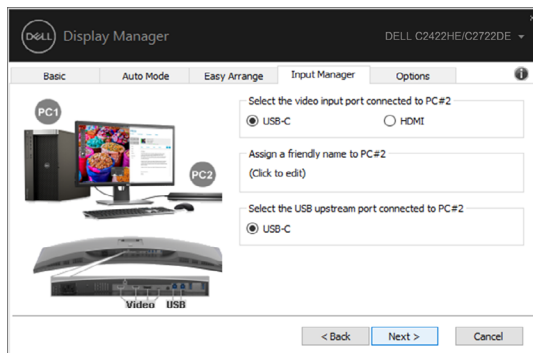 DELL Display Manager
DELL C2422HE/C2722DE
Basic
Auto Mode
Easy Arrange
Input Manager
Options
PC1
PC2
Video USB
Select the video input port connected to PC#2
USB-C HDMI
Assign a friendly name to PC#2
(Click to edit)
Select the USB upstream port connected to PC#2
USB-C
< Back
Next >
Cancel